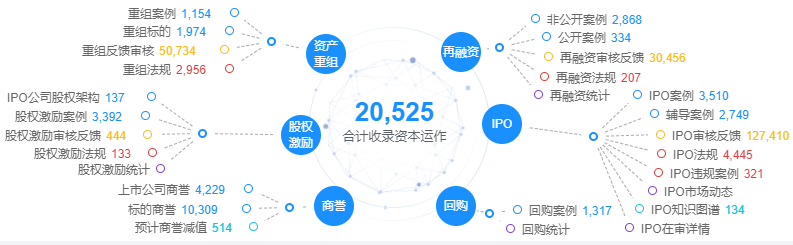 重组案例 1,154
重组标的 1,974
重组反馈审核 50,734
重组法规 2,956
资产
重组
IPO公司股权架构 137
股权激励案例 3,392
股权激励审核反馈 444
股权激励法规 133
股权激励统计
股权
激励
上市公司商誉 4,229
标的商誉 10,309
预计商誉减值 514
商誉
20,525
合计收录资本运作
再融资
非公开案例 2,868
公开案例 334
再融资审核反馈 30,456
再融资法规 207
再融资统计
IPO
IPO案例 3,510
辅导案例 2,749
IPO审核反馈 127,410
IPO法规 4,445
IPO违规案例 321
IPO市场动态
IPO知识图谱 134
IPO在审详情
回购
回购案例 1,317
回购统计